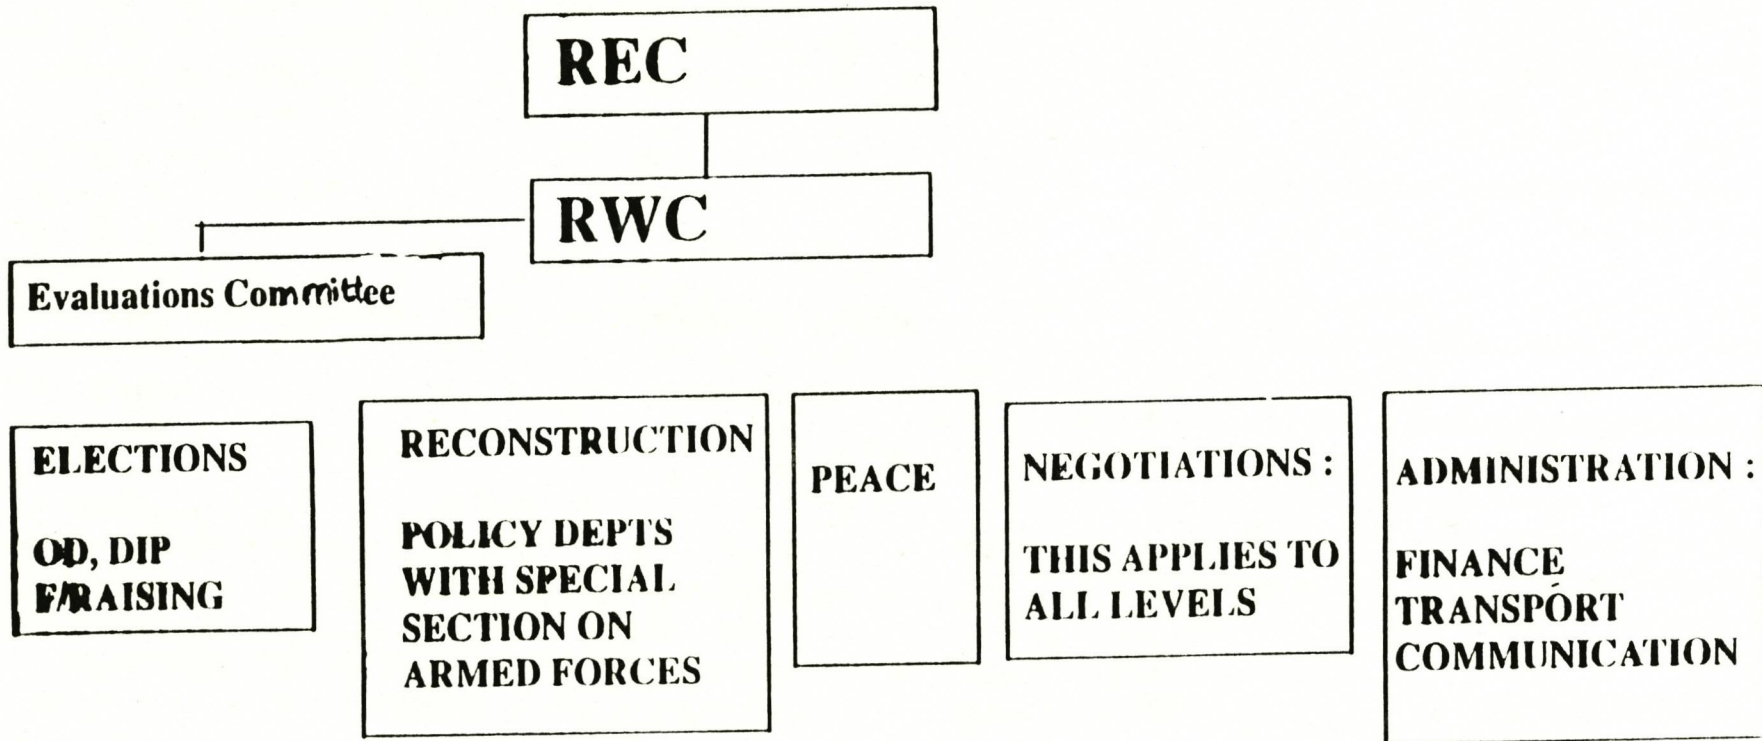 REC
RWC
Evaluations Committee
ELECTIONS
OD, DIP
F/RAISING
RECONSTRUCTION
POLICY DEPTS
WITH SPECIAL
SECTION ON
ARMED FORCES
PEACE
NEGOTIATIONS :
THIS APPLIES TO
ALL LEVELS
ADMINISTRATION :
FINANCE
TRANSPORT
COMMUNICATION